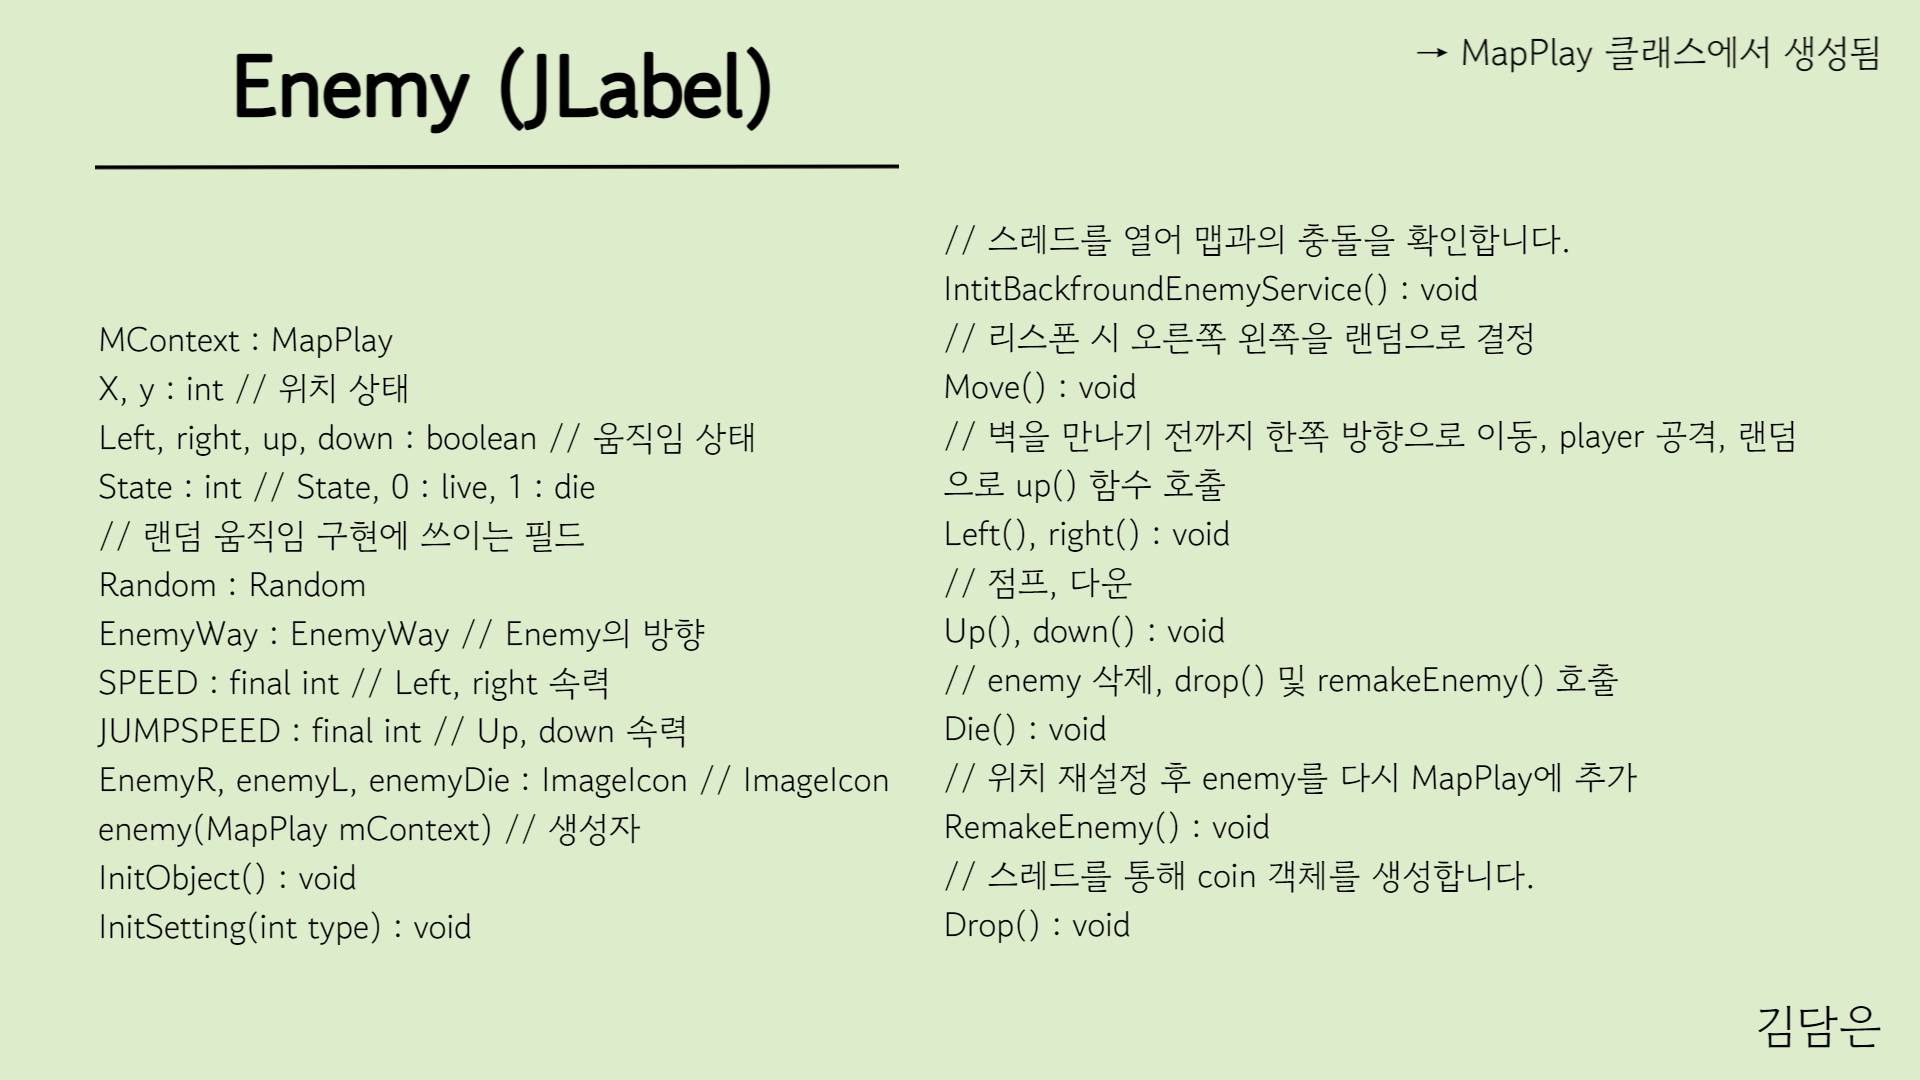 Enemy (JLabel)
→ MapPlay 클래스에서 생성됨
MContext : MapPlay
X, y : int // 위치 상태
Left, right, up, down : boolean // 움직임 상태
State : int // State, 0 : live, 1 : die
// 랜덤 움직임 구현에 쓰이는 필드
Random : Random
EnemyWay : EnemyWay // Enemy의 방향
SPEED : final int // Left, right 속력
JUMPSPEED : final int // Up, down 속력
EnemyR, enemyL, enemyDie : ImageIcon // ImageIcon
enemy(MapPlay mContext) // 생성자
InitObject() : void
InitSetting(int type) : void
// 스레드를 열어 맵과의 충돌을 확인합니다.
IntitBackfroundEnemyService() : void
// 리스폰 시 오른쪽 왼쪽을 랜덤으로 결정
Move() : void
// 벽을 만나기 전까지 한쪽 방향으로 이동, player 공격, 랜덤
으로 up() 함수 호출
Left(), right() : void
// 점프, 다운
Up(), down() : void
// enemy 삭제, drop() 및 remakeEnemy() 호출
Die() : void
// 위치 재설정 후 enemy를 다시 MapPlay에 추가
RemakeEnemy() : void
// 스레드를 통해 coin 객체를 생성합니다.
Drop() : void
김담은